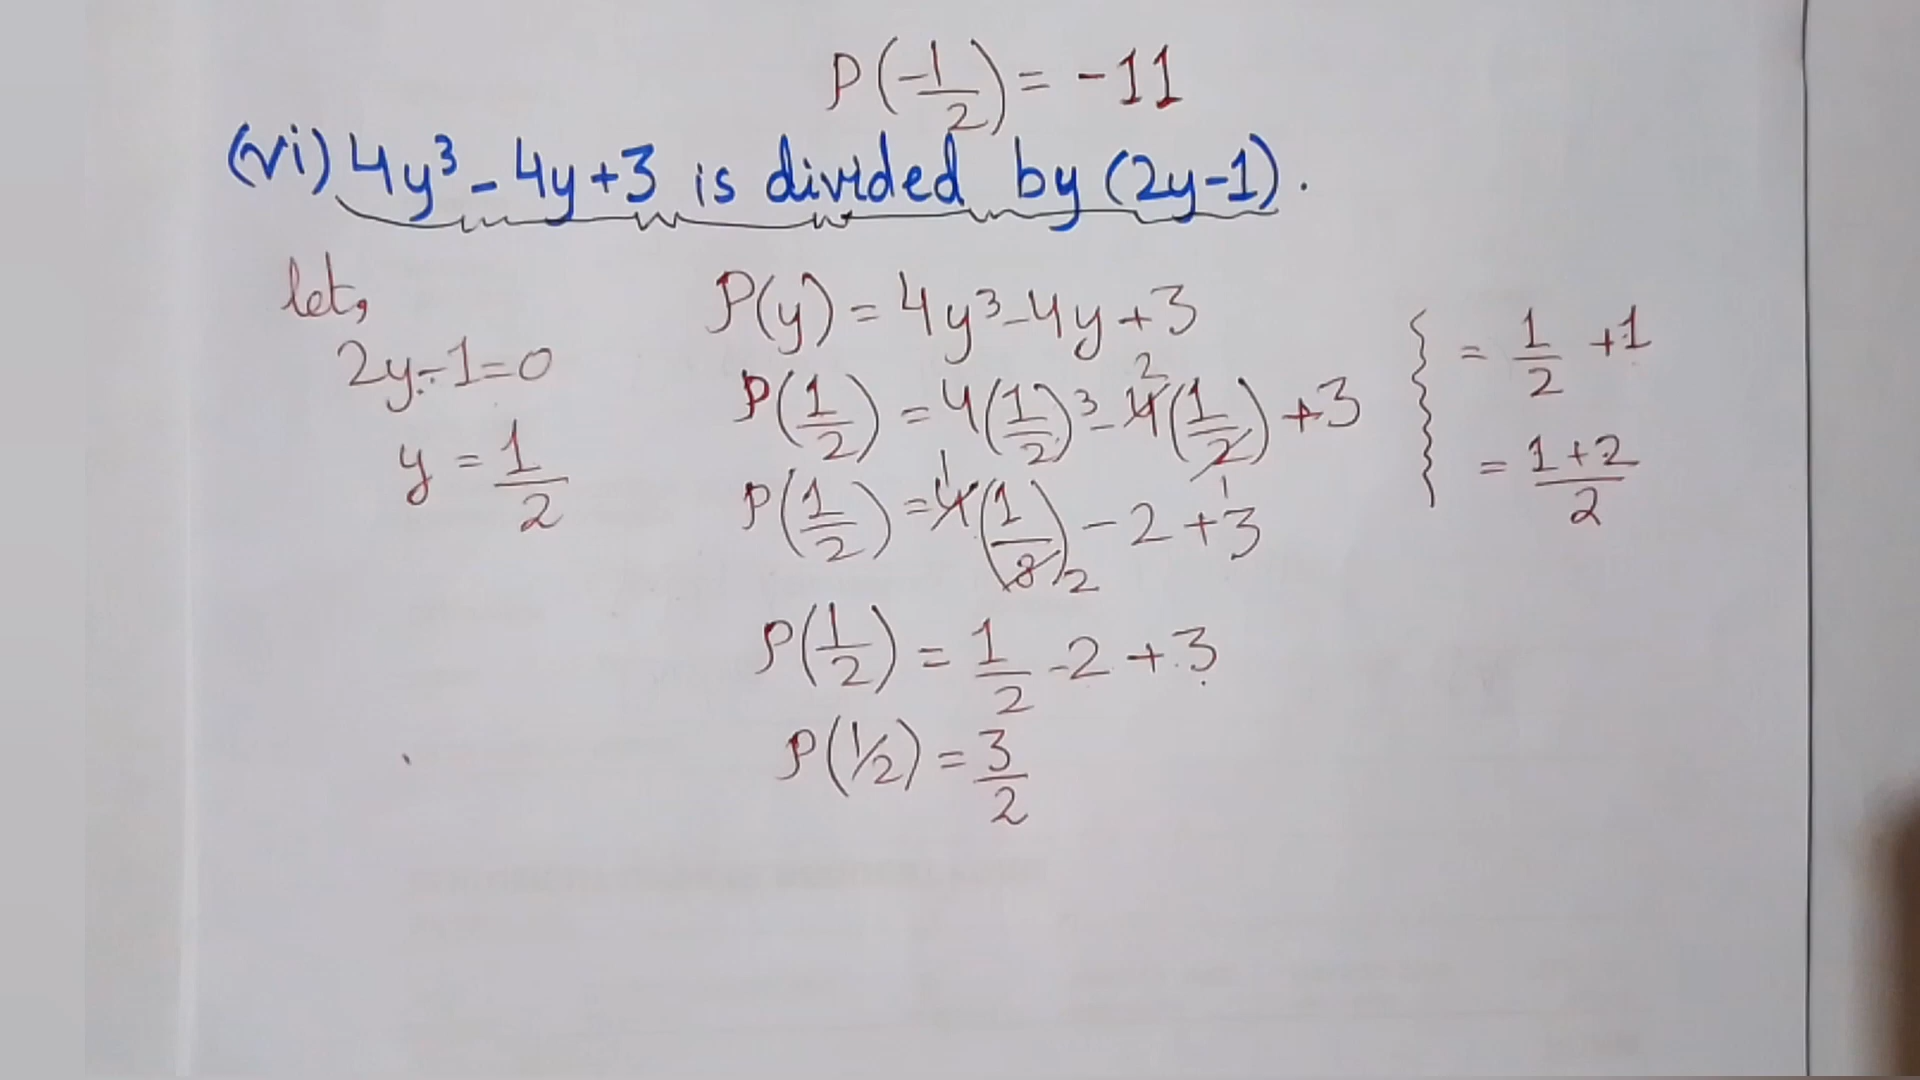 P(-1/2) = -11
(vi) 4y³ - 4y + 3 is divided by (2y-1).
let,
2y-1=0
y = 1/2
P(y) = 4y³-4y+3
P(1/2) = 4(1/2)³ - 4(1/2) + 3
P(1/2) = 4(1/8) - 2 + 3
P(1/2) = 1/2 - 2 + 3
P(1/2) = 3/2
= 1/2 + 1
= 1+2/2